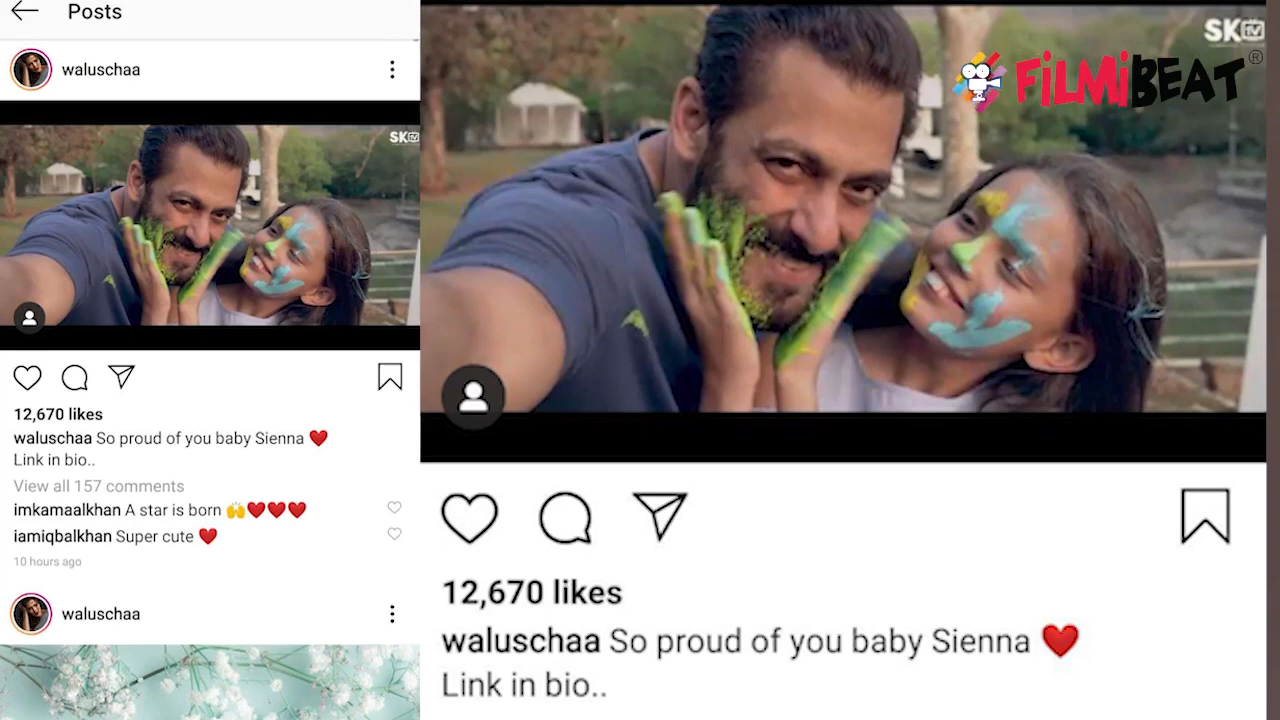 Posts
waluschaa
SKTV
12,670 likes
waluschaa So proud of you baby Sienna ❤️
Link in bio..
View all 157 comments
imkamaalkhan A star is born 🙌❤️❤️❤️
iamiqbalkhan Super cute ❤️
10 hours ago
waluschaa
SKTV
FiLMiBEAT®
12,670 likes
waluschaa So proud of you baby Sienna ❤️
Link in bio..